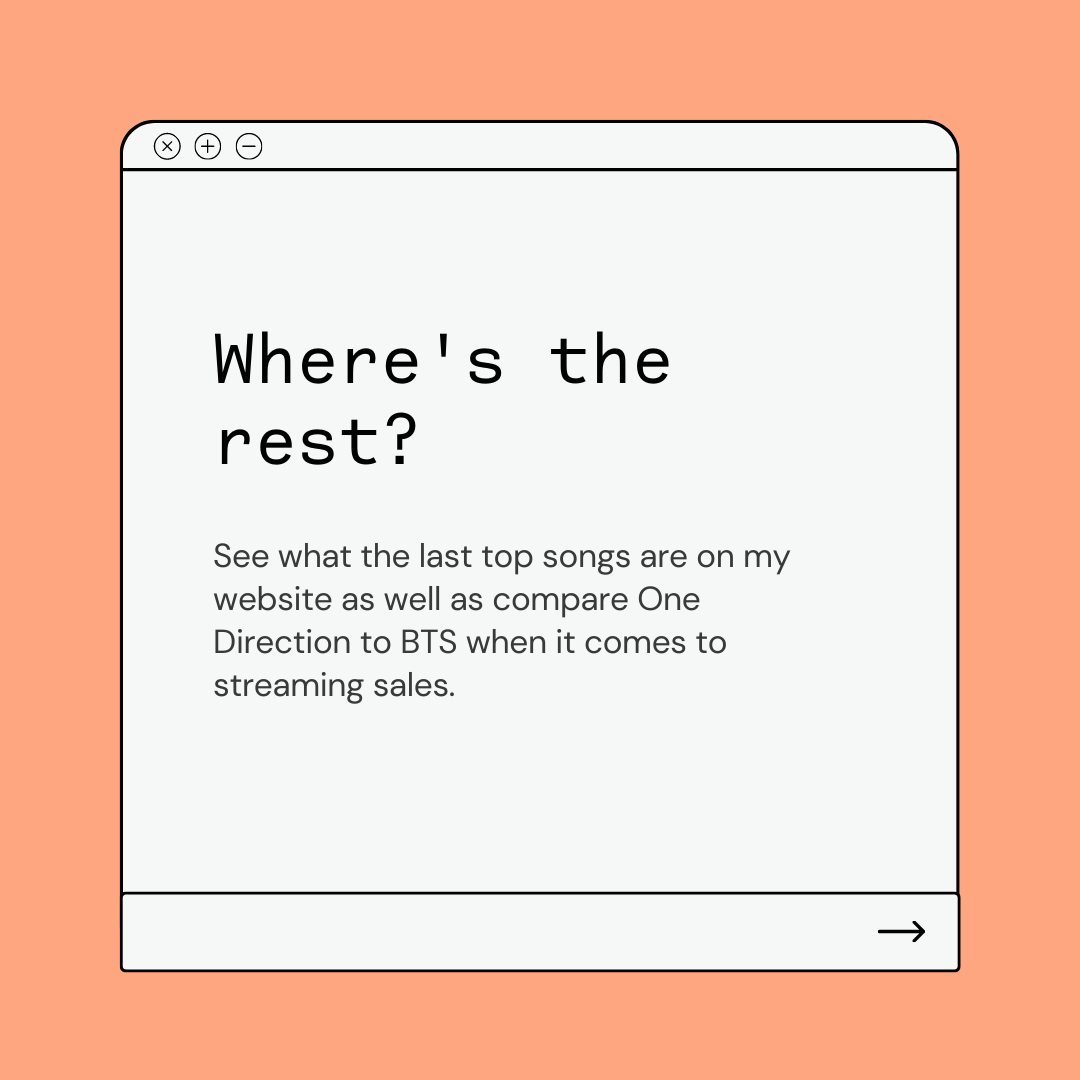 Where's the
rest?
See what the last top songs are on my
website as well as compare One
Direction to BTS when it comes to
streaming sales.